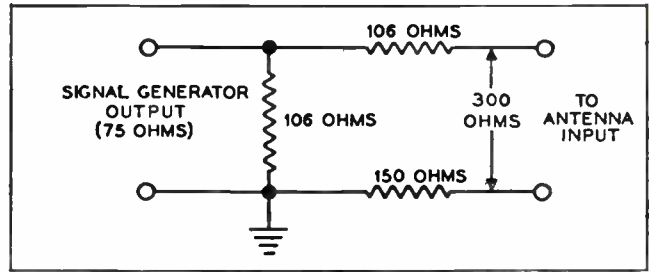 106 OHMS
SIGNAL GENERATOR
OUTPUT
(75 OHMS)
106 OHMS
300
OHMS
TO
ANTENNA
INPUT
150 OHMS